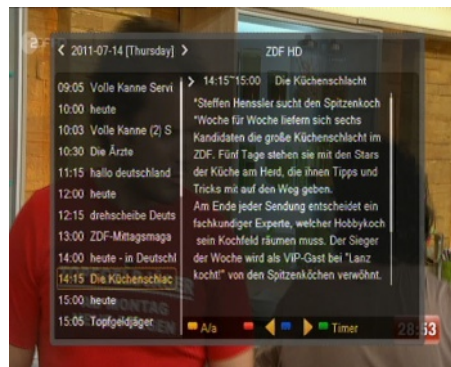 2011-07-14 [Thursday]
ZDF HD
09:05 Volle Kanne Servi
10:00 heute
10:03 Volle Kanne (2) S
10:30 Die Ärzte
11:15 hallo deutschland
12:00 heute
12:15 drehscheibe Deuts
13:00 ZDF-Mittagsmaga
14:00 heute - in Deutschl
14:15 Die Küchenschlac
15:00 heute
15:05 Topfgeldjäger
14:15~15:00 Die Küchenschlacht
"Steffen Henssler sucht den Spitzenkoch
"Woche für Woche liefern sich sechs
Kandidaten die große Küchenschlacht im
ZDF. Fünf Tage stehen sie mit den Stars
der Küche am Herd, die ihnen Tipps und
Tricks mit auf den Weg geben.
Am Ende jeder Sendung entscheidet ein
fachkundiger Experte, welcher Hobbykoch
sein Kochfeld räumen muss. Der Sieger
der Woche wird als VIP-Gast bei "Lanz
kocht!" von den Spitzenköchen verwöhnt.
A/a
Timer
28:53